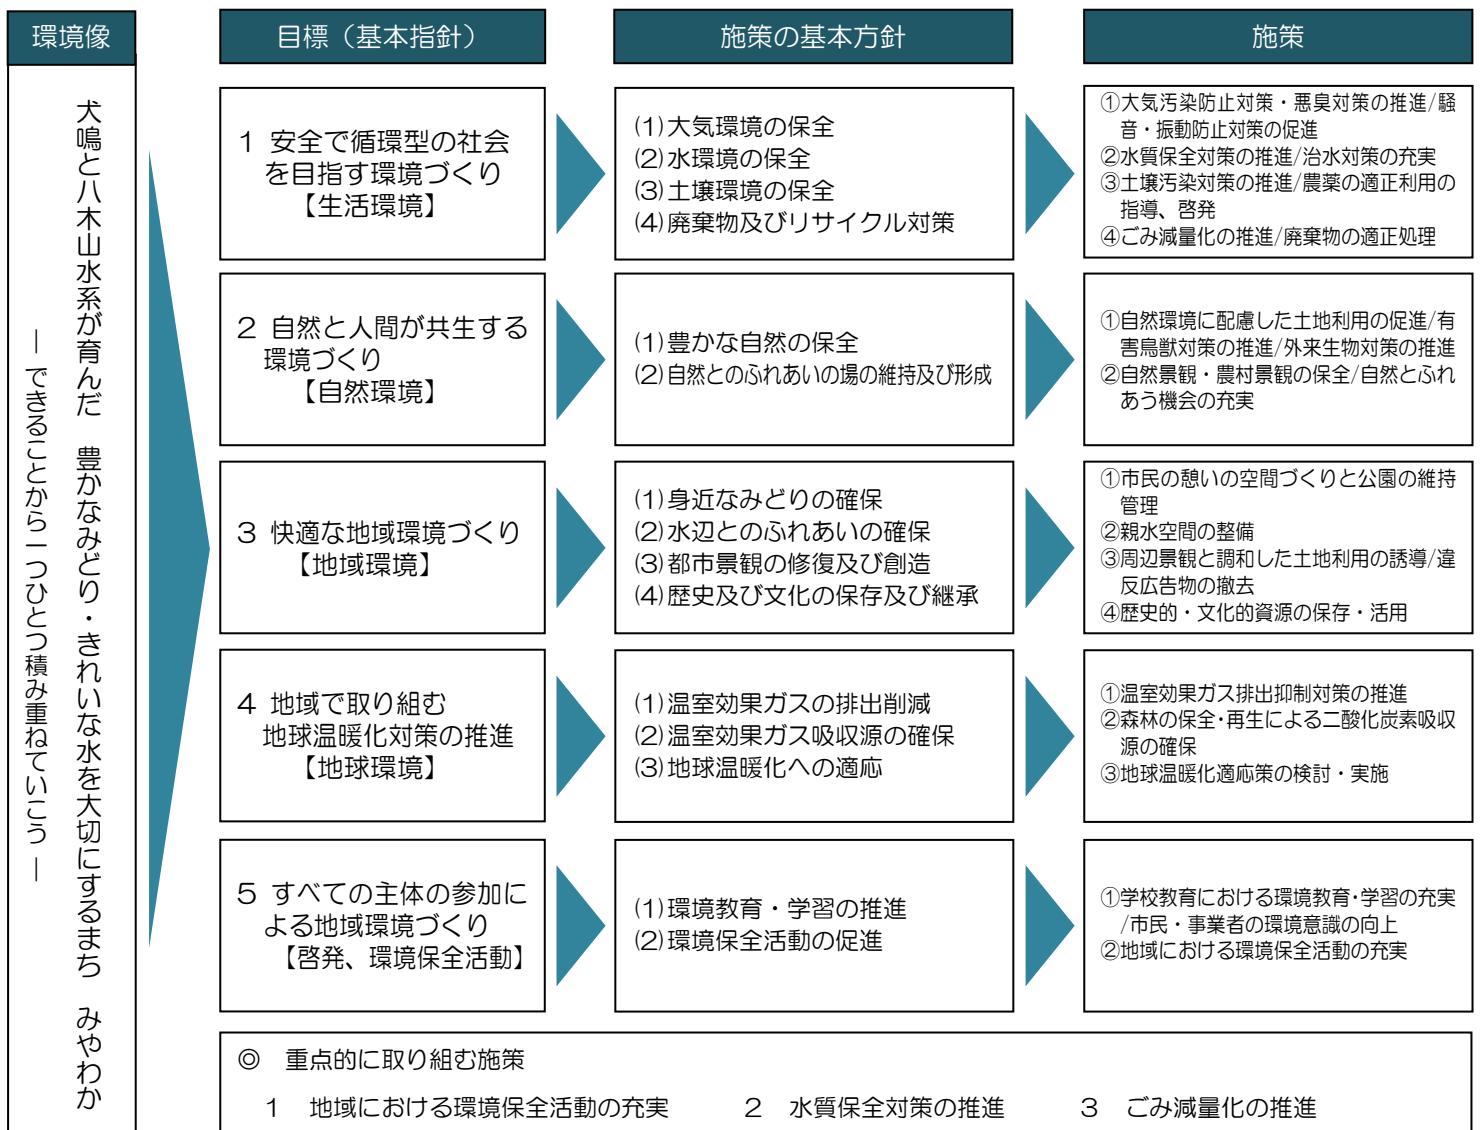 環境像
目標（基本指針）
施策の基本方針
施策
犬鳴と八木山水系が育んだ　豊かなみどり・きれいな水を大切にするまち　みやわか
― できることから一つひとつ積み重ねていこう ―
1 安全で循環型の社会
を目指す環境づくり
【生活環境】
(1)大気環境の保全
(2)水環境の保全
(3)土壌環境の保全
(4)廃棄物及びリサイクル対策
①大気汚染防止対策・悪臭対策の推進/騒
音・振動防止対策の促進
②水質保全対策の推進/治水対策の充実
③土壌汚染対策の推進/農薬の適正利用の
指導、啓発
④ごみ減量化の推進/廃棄物の適正処理
2 自然と人間が共生する
環境づくり
【自然環境】
(1)豊かな自然の保全
(2)自然とのふれあいの場の維持及び形成
①自然環境に配慮した土地利用の促進/有
害鳥獣対策の推進/外来生物対策の推進
②自然景観・農村景観の保全/自然とふれ
あう機会の充実
3 快適な地域環境づくり
【地域環境】
(1)身近なみどりの確保
(2)水辺とのふれあいの確保
(3)都市景観の修復及び創造
(4)歴史及び文化の保存及び継承
①市民の憩いの空間づくりと公園の維持
管理
②親水空間の整備
③周辺景観と調和した土地利用の誘導/違
反広告物の撤去
④歴史的・文化的資源の保存・活用
4 地域で取り組む
地球温暖化対策の推進
【地球環境】
(1)温室効果ガスの排出削減
(2)温室効果ガス吸収源の確保
(3)地球温暖化への適応
①温室効果ガス排出抑制対策の推進
②森林の保全・再生による二酸化炭素吸収
源の確保
③地球温暖化適応策の検討・実施
5 すべての主体の参加に
よる地域環境づくり
【啓発、環境保全活動】
(1)環境教育・学習の推進
(2)環境保全活動の促進
①学校教育における環境教育・学習の充実
/市民・事業者の環境意識の向上
②地域における環境保全活動の充実
◎　重点的に取り組む施策
1　地域における環境保全活動の充実　2　水質保全対策の推進　3　ごみ減量化の推進